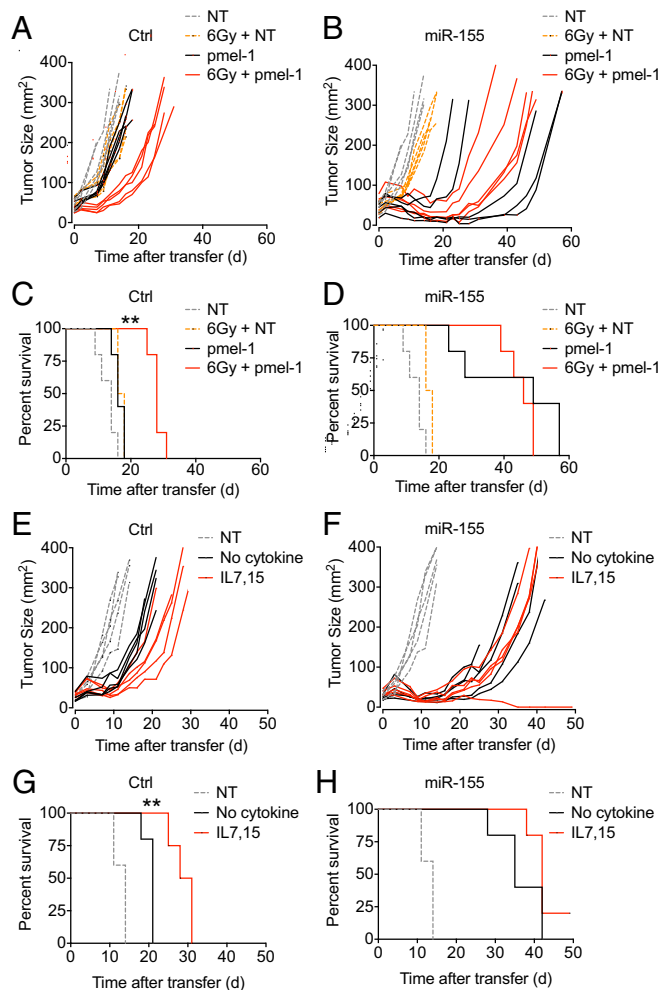 A
Ctrl
NT
6Gy + NT
pmel-1
6Gy + pmel-1
Tumor Size (mm²)
400
300
200
100
0
0 20 40 60
Time after transfer (d)
B
miR-155
NT
6Gy + NT
pmel-1
6Gy + pmel-1
Tumor Size (mm²)
400
300
200
100
0
0 20 40 60
Time after transfer (d)
C
Ctrl
**
NT
6Gy + NT
pmel-1
6Gy + pmel-1
Percent survival
100
75
50
25
0
0 20 40 60
Time after transfer (d)
D
miR-155
NT
6Gy + NT
pmel-1
6Gy + pmel-1
Percent survival
100
75
50
25
0
0 20 40 60
Time after transfer (d)
E
Ctrl
NT
No cytokine
IL7,15
Tumor Size (mm²)
400
300
200
100
0
0 10 20 30 40 50
Time after transfer (d)
F
miR-155
NT
No cytokine
IL7,15
Tumor Size (mm²)
400
300
200
100
0
0 10 20 30 40 50
Time after transfer (d)
G
Ctrl
**
NT
No cytokine
IL7,15
Percent survival
100
75
50
25
0
0 10 20 30 40 50
Time after transfer (d)
H
miR-155
NT
No cytokine
IL7,15
Percent survival
100
75
50
25
0
0 10 20 30 40 50
Time after transfer (d)